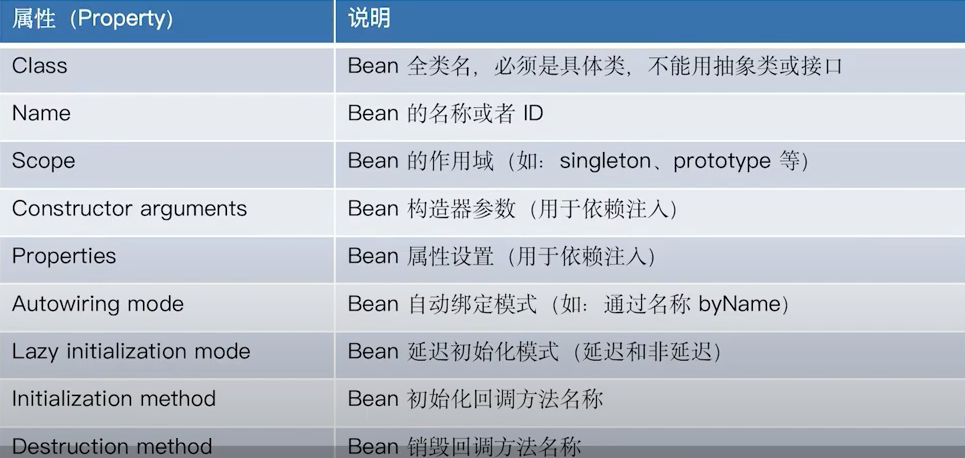 属性（Property） 说明
Class Bean 全类名，必须是具体类，不能用抽象类或接口
Name Bean 的名称或者 ID
Scope Bean 的作用域（如：singleton、prototype 等）
Constructor arguments Bean 构造器参数（用于依赖注入）
Properties Bean 属性设置（用于依赖注入）
Autowiring mode Bean 自动绑定模式（如：通过名称 byName）
Lazy initialization mode Bean 延迟初始化模式（延迟和非延迟）
Initialization method Bean 初始化回调方法名称
Destruction method Bean 销毁回调方法名称